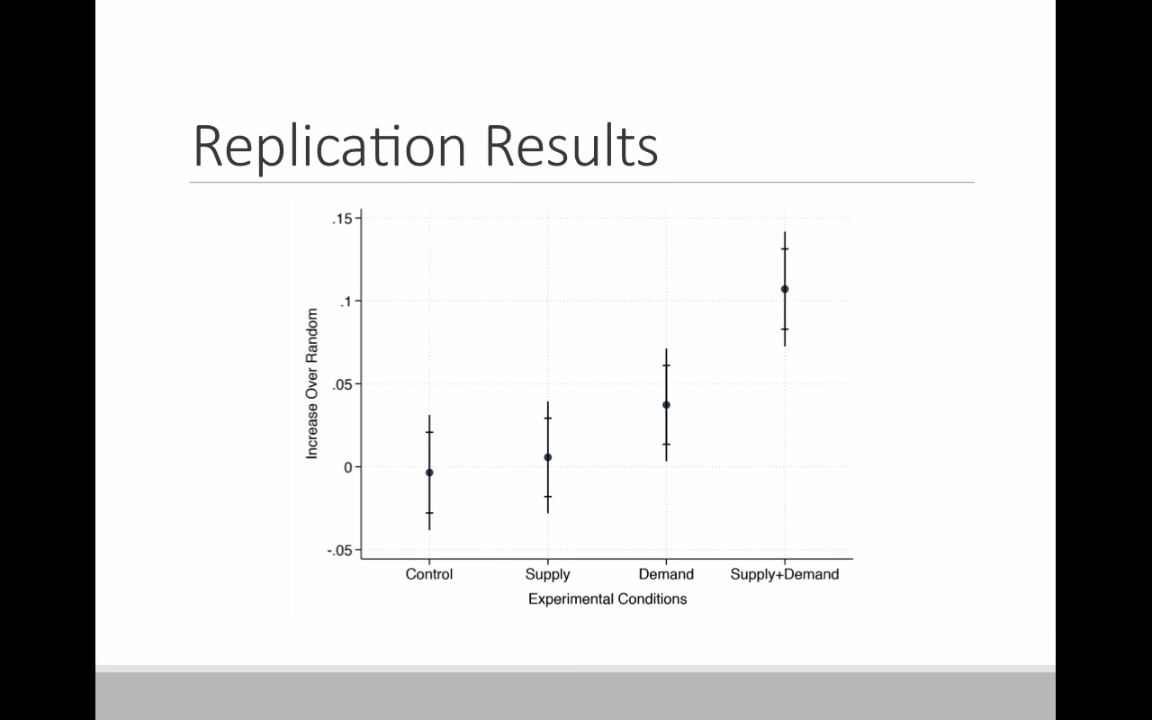 Replication Results
.15
.1
.05
0
-.05
Increase Over Random
Control Supply Demand Supply+Demand
Experimental Conditions